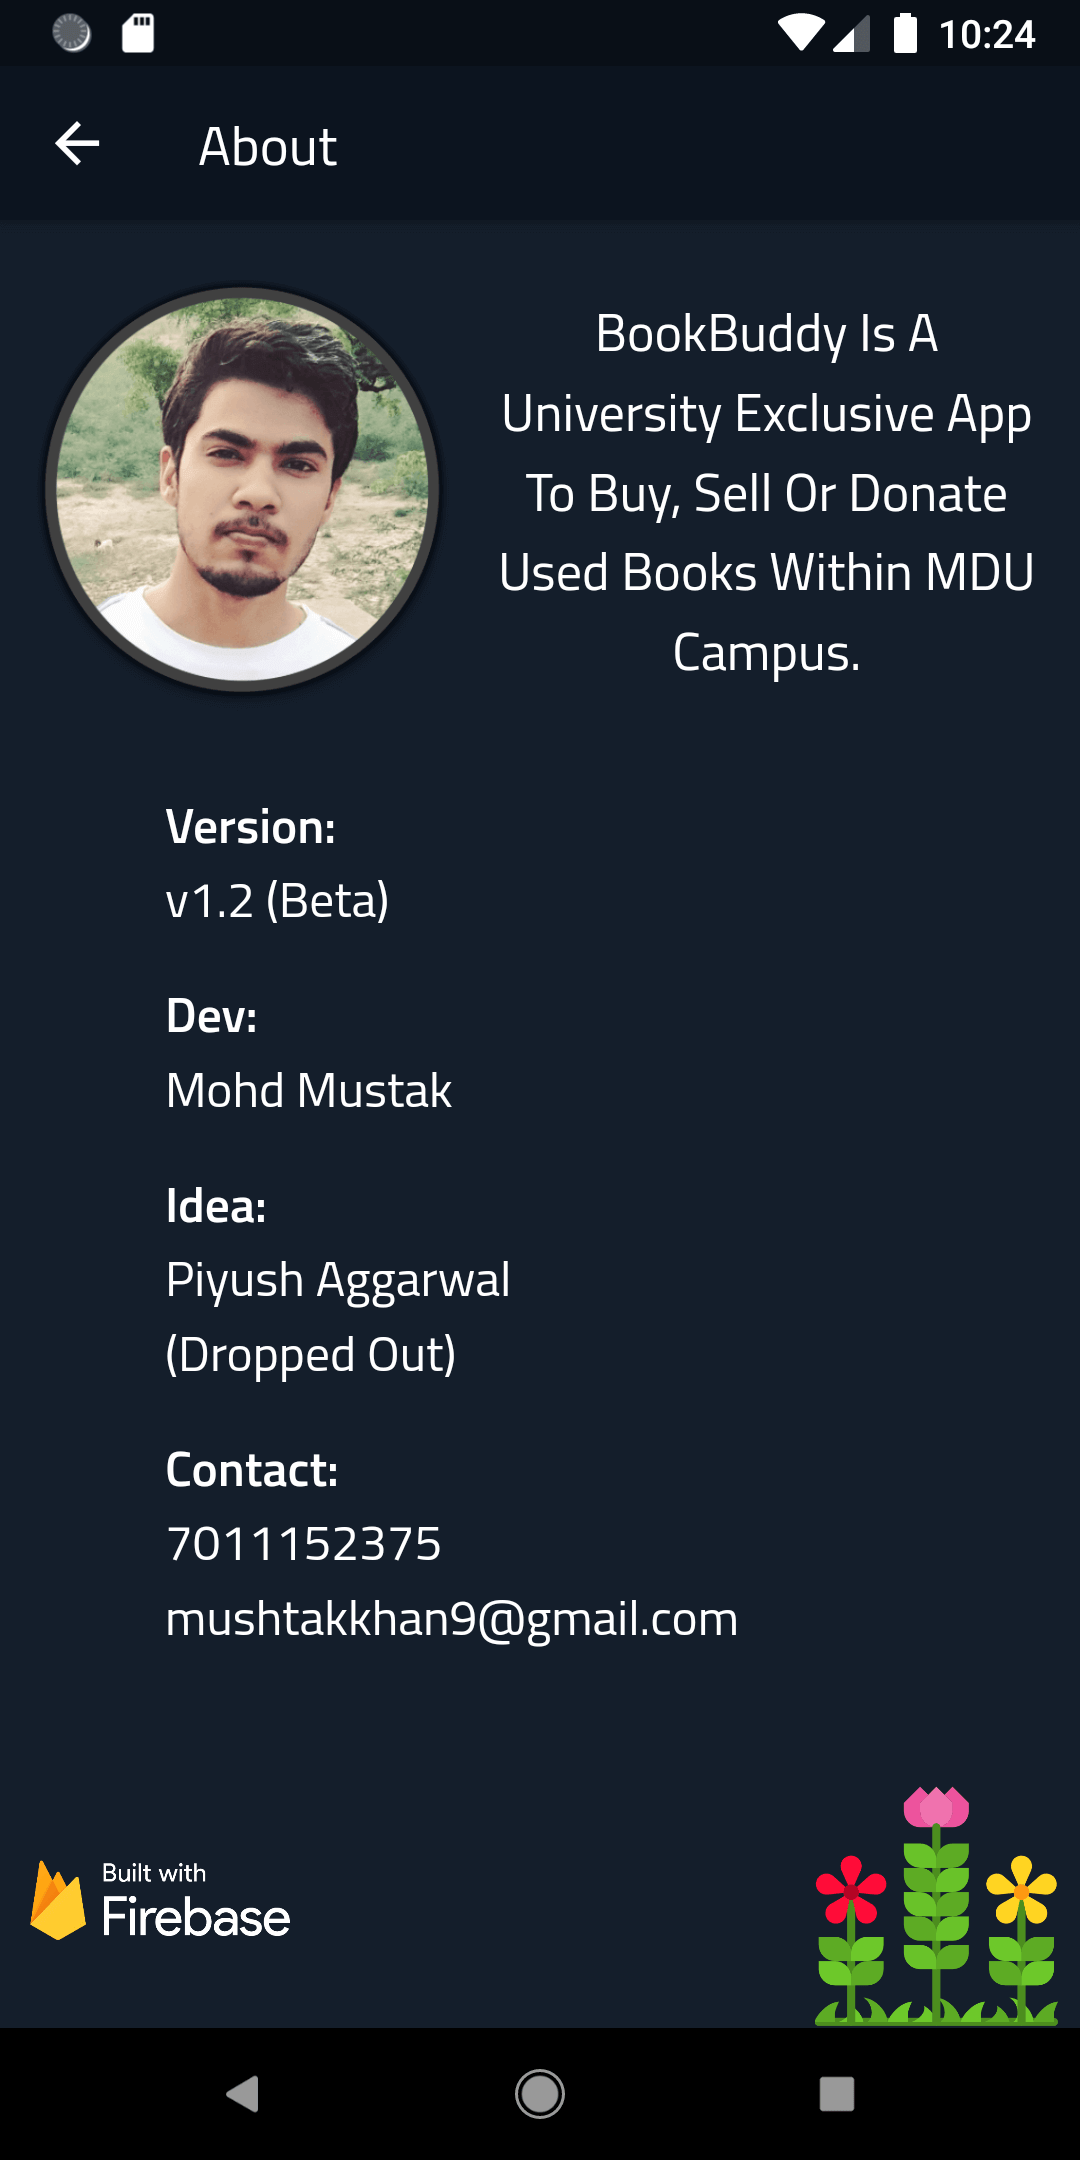 10:24
About
BookBuddy Is A
University Exclusive App
To Buy, Sell Or Donate
Used Books Within MDU
Campus.
Version:
v1.2 (Beta)
Dev:
Mohd Mustak
Idea:
Piyush Aggarwal
(Dropped Out)
Contact:
7011152375
mushtakkhan9@gmail.com
Built with
Firebase